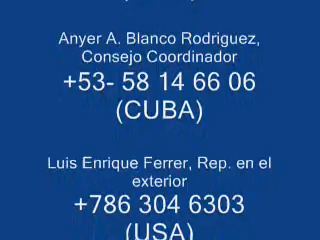 Anyer A. Blanco Rodriguez,
Consejo Coordinador
+53- 58 14 66 06
(CUBA)
Luis Enrique Ferrer, Rep. en el
exterior
+786 304 6303
(USA)